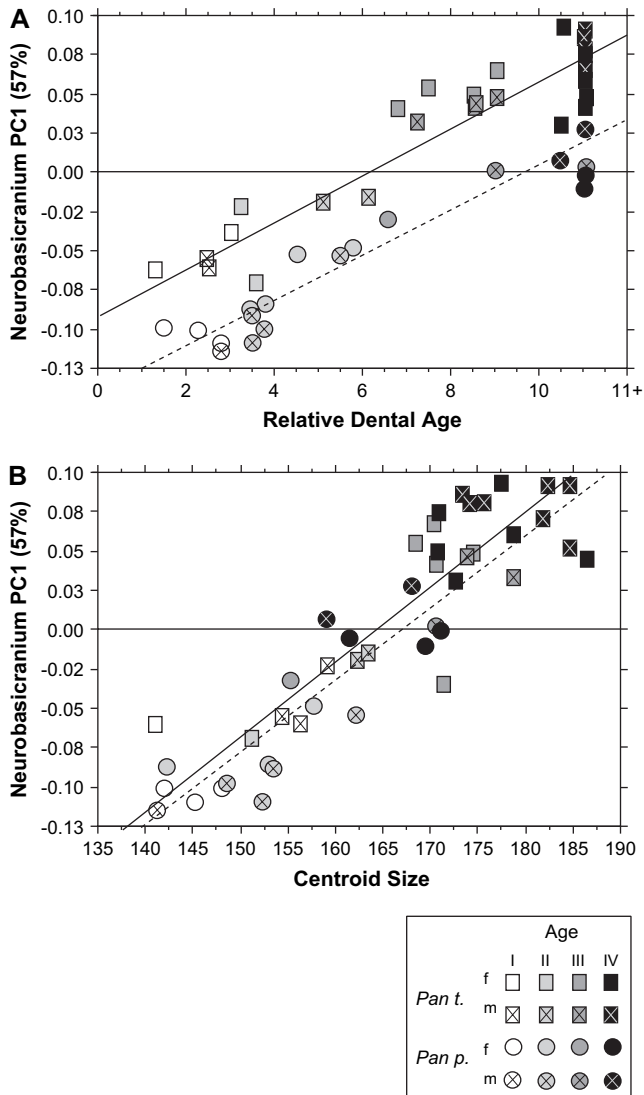 A
Neurobasicranium PC1 (57%)
0.10
0.08
0.05
0.03
0.00
-0.02
-0.05
-0.08
-0.10
-0.13
0 2 4 6 8 10 11+
Relative Dental Age
B
Neurobasicranium PC1 (57%)
0.10
0.08
0.05
0.03
0.00
-0.02
-0.05
-0.08
-0.10
-0.13
135 140 145 150 155 160 165 170 175 180 185 190
Centroid Size
Age
I II III IV
Pan t. f
m
Pan p. f
m